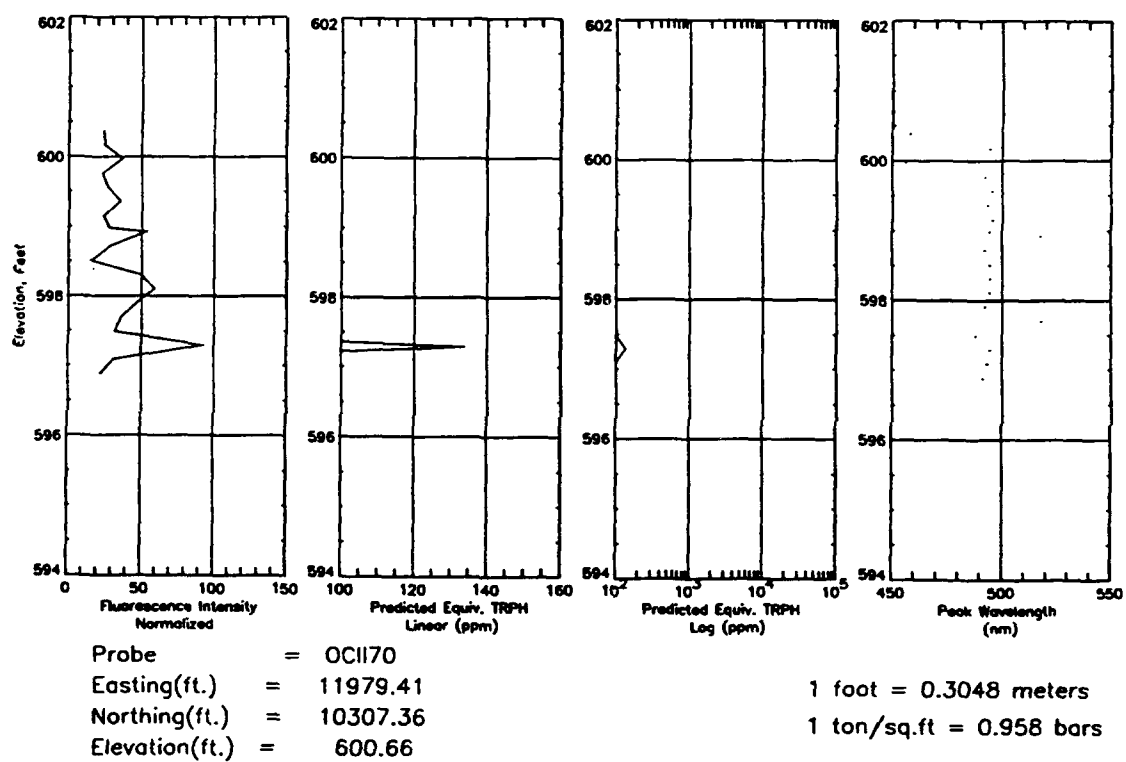 602 602 602 602
600 600 600 600
Elevation, Feet
598 598 598 598
596 596 596 596
594 594 594 594
0 50 100 150 100 120 140 160 10² 10³ 10⁴ 10⁵ 450 500 550
Fluorescence Intensity Predicted Equiv. TRPH Predicted Equiv. TRPH Peak Wavelength
Normalized Linear (ppm) Log (ppm) (nm)
Probe = OCII70
Easting(ft.) = 11979.41
Northing(ft.) = 10307.36
Elevation(ft.) = 600.66
1 foot = 0.3048 meters
1 ton/sq.ft = 0.958 bars